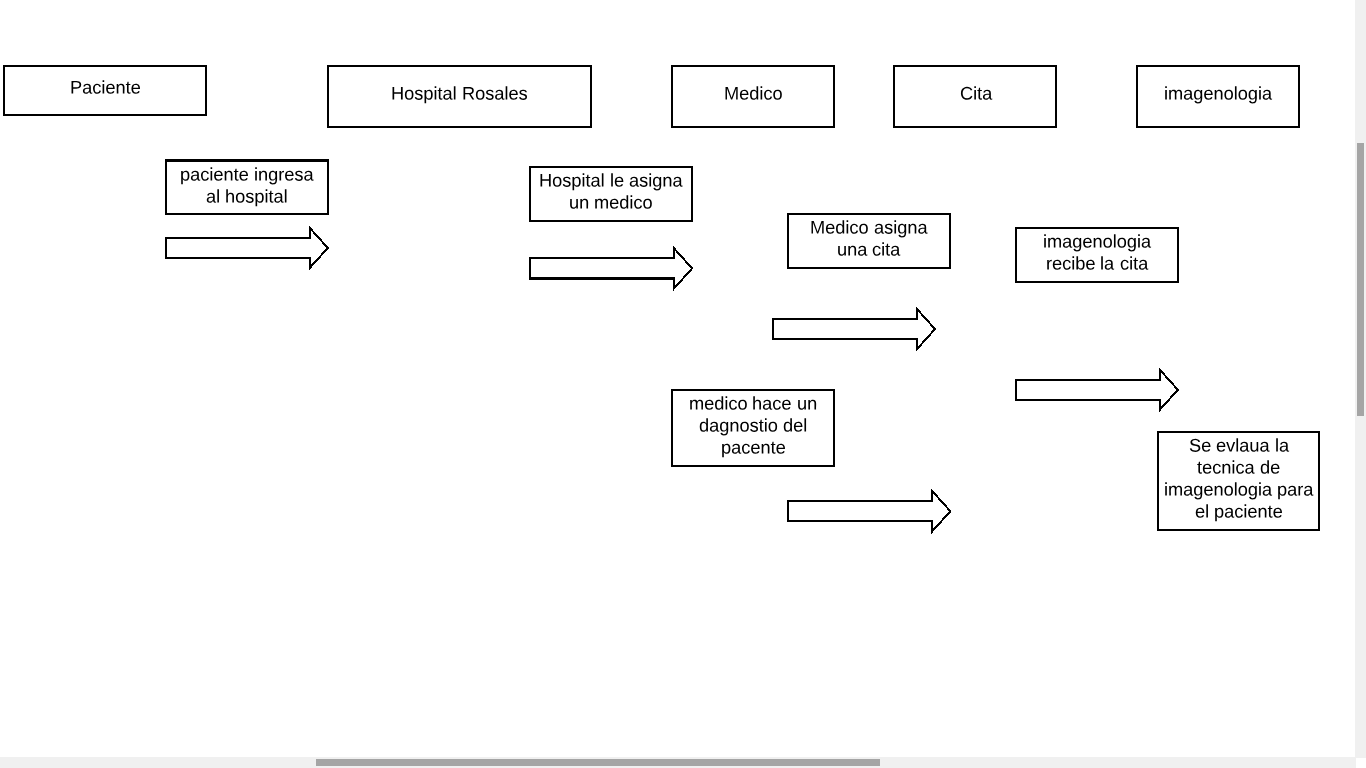 Paciente
Hospital Rosales
Medico
Cita
imagenologia
paciente ingresa
al hospital
Hospital le asigna
un medico
Medico asigna
una cita
imagenologia
recibe la cita
medico hace un
dagnostio del
pacente
Se evlaua la
tecnica de
imagenologia para
el paciente